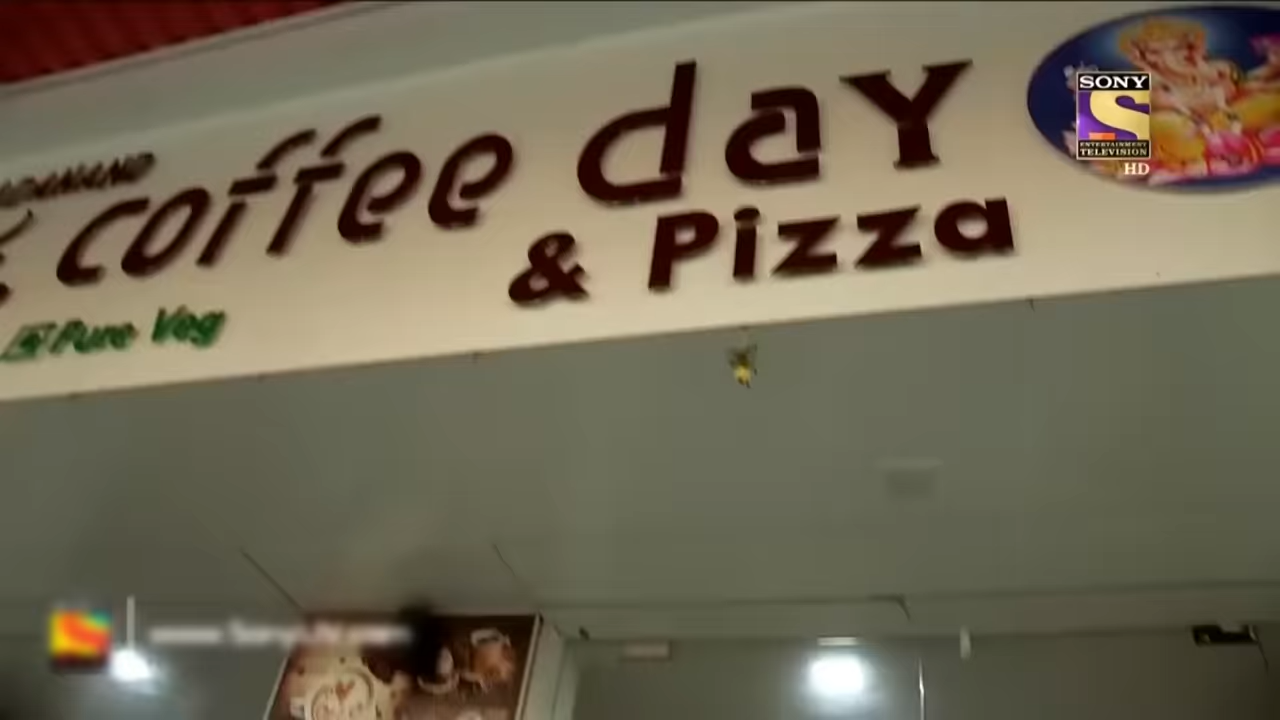 coffee day
& Pizza
Pure Veg
SONY
ENTERTAINMENT
TELEVISION
HD